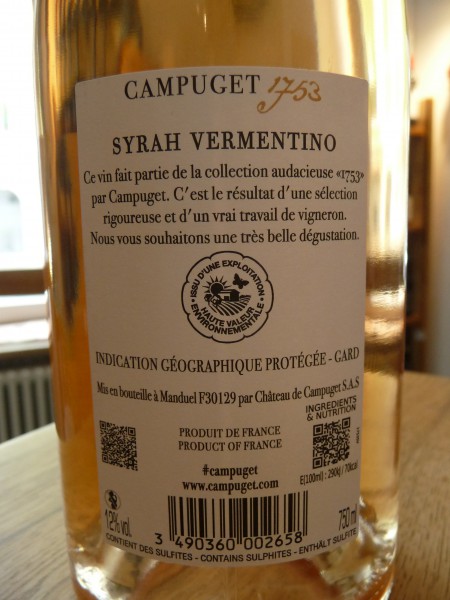 CAMPUGET 1753
SYRAH VERMENTINO
Ce vin fait partie de la collection audacieuse «1753»
par Campuget. C'est le résultat d'une sélection
rigoureuse et d'un vrai travail de vigneron.
Nous vous souhaitons une très belle dégustation.
ISSU D'UNE EXPLOITATION
HAUTE VALEUR
ENVIRONNEMENTALE
INDICATION GÉOGRAPHIQUE PROTÉGÉE - GARD
Mis en bouteille à Manduel F30129 par Château de Campuget S.A.S
INGREDIENTS
& NUTRITION
PRODUIT DE FRANCE
PRODUCT OF FRANCE
E(100ml) : 290kj / 70kcal
#campuget
www.campuget.com
12% vol.
750 ml
3 490360 002658
CONTIENT DES SULFITES - CONTAINS SULPHITES - ENTHÄLT SULFITE